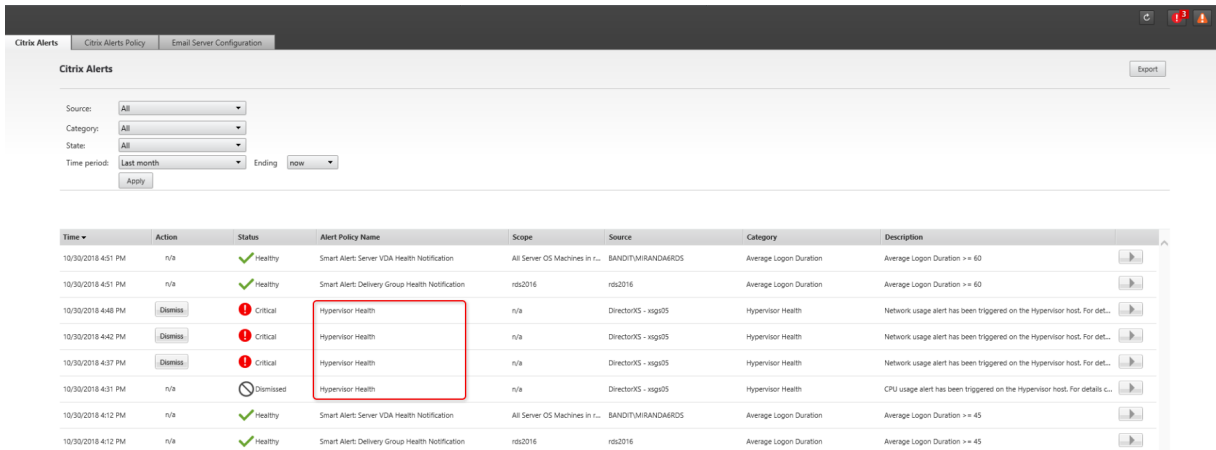 3
Citrix Alerts Citrix Alerts Policy Email Server Configuration
Citrix Alerts Export
Source: All
Category: All
State: All
Time period: Last month Ending now
Apply
Time Action Status Alert Policy Name Scope Source Category Description
10/30/2018 4:51 PM n/a Healthy Smart Alert: Server VDA Health Notification All Server OS Machines in r... BANDIT\MIRANDA6RDS Average Logon Duration Average Logon Duration >= 60
10/30/2018 4:51 PM n/a Healthy Smart Alert: Delivery Group Health Notification rds2016 rds2016 Average Logon Duration Average Logon Duration >= 60
10/30/2018 4:48 PM Dismiss Critical Hypervisor Health n/a DirectorXS - xsgs05 Hypervisor Health Network usage alert has been triggered on the Hypervisor host. For det...
10/30/2018 4:42 PM Dismiss Critical Hypervisor Health n/a DirectorXS - xsgs05 Hypervisor Health Network usage alert has been triggered on the Hypervisor host. For det...
10/30/2018 4:37 PM Dismiss Critical Hypervisor Health n/a DirectorXS - xsgs05 Hypervisor Health Network usage alert has been triggered on the Hypervisor host. For det...
10/30/2018 4:31 PM n/a Dismissed Hypervisor Health n/a DirectorXS - xsgs05 Hypervisor Health CPU usage alert has been triggered on the Hypervisor host. For details c...
10/30/2018 4:12 PM n/a Healthy Smart Alert: Server VDA Health Notification All Server OS Machines in r... BANDIT\MIRANDA6RDS Average Logon Duration Average Logon Duration >= 45
10/30/2018 4:12 PM n/a Healthy Smart Alert: Delivery Group Health Notification rds2016 rds2016 Average Logon Duration Average Logon Duration >= 45